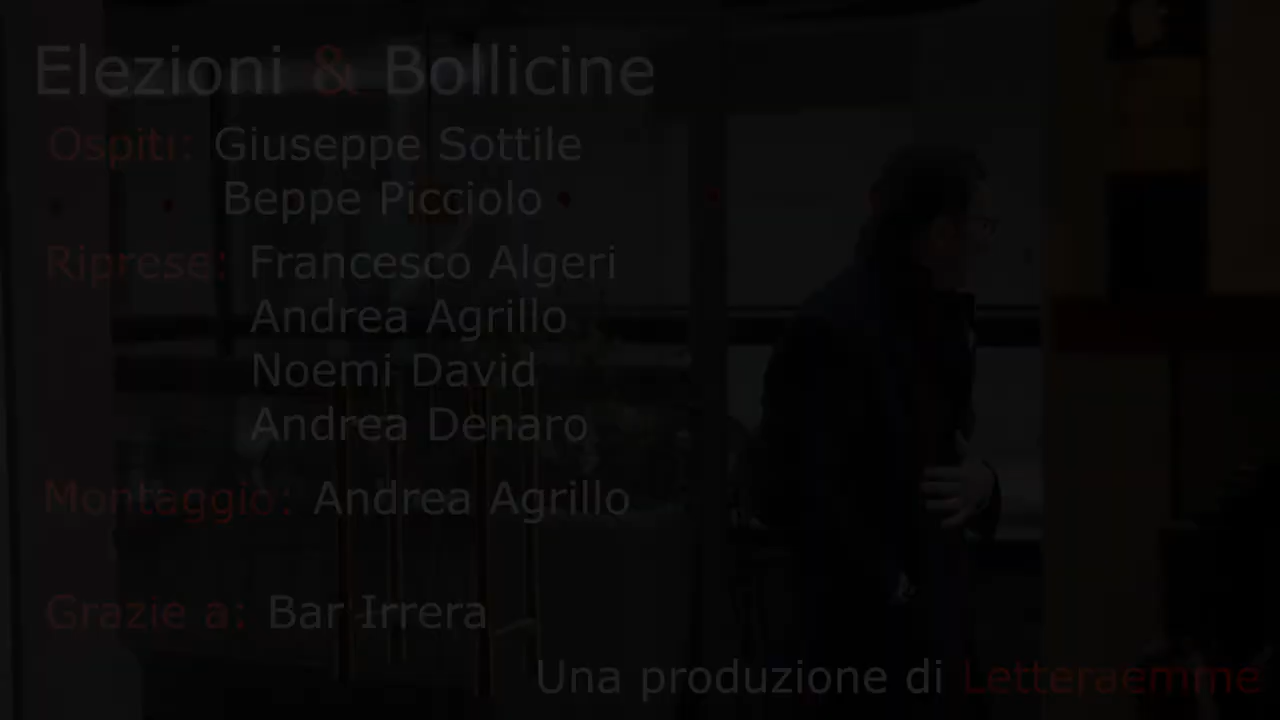 Elezioni & Bollicine
Ospiti: Giuseppe Sottile
Beppe Picciolo
Riprese: Francesco Algeri
Andrea Agrillo
Noemi David
Andrea Denaro
Montaggio: Andrea Agrillo
Grazie a: Bar Irrera
Una produzione di Letteraemme